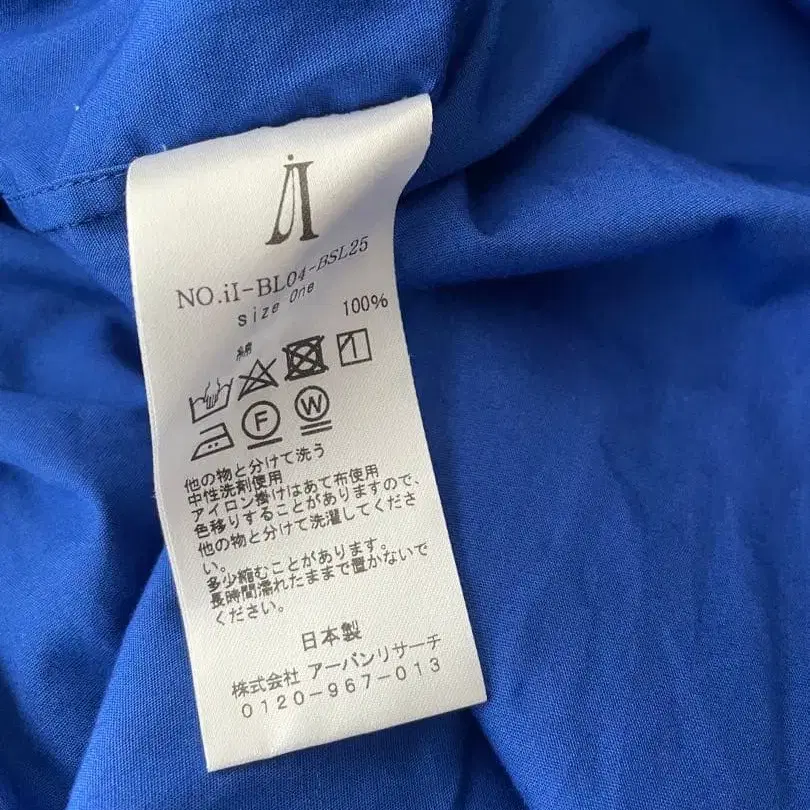 iI
NO.iI-BL04-BSL25
size One
綿 100%
F W
他の物と分けて洗う
中性洗剤使用
アイロン掛けはあて布使用
色移りすることがありますので、
他の物と分けて洗濯してくださ
い。
多少縮むことがあります。
長時間濡れたままで置かないで
ください。
日本製
株式会社 アーバンリサーチ
0120-967-013